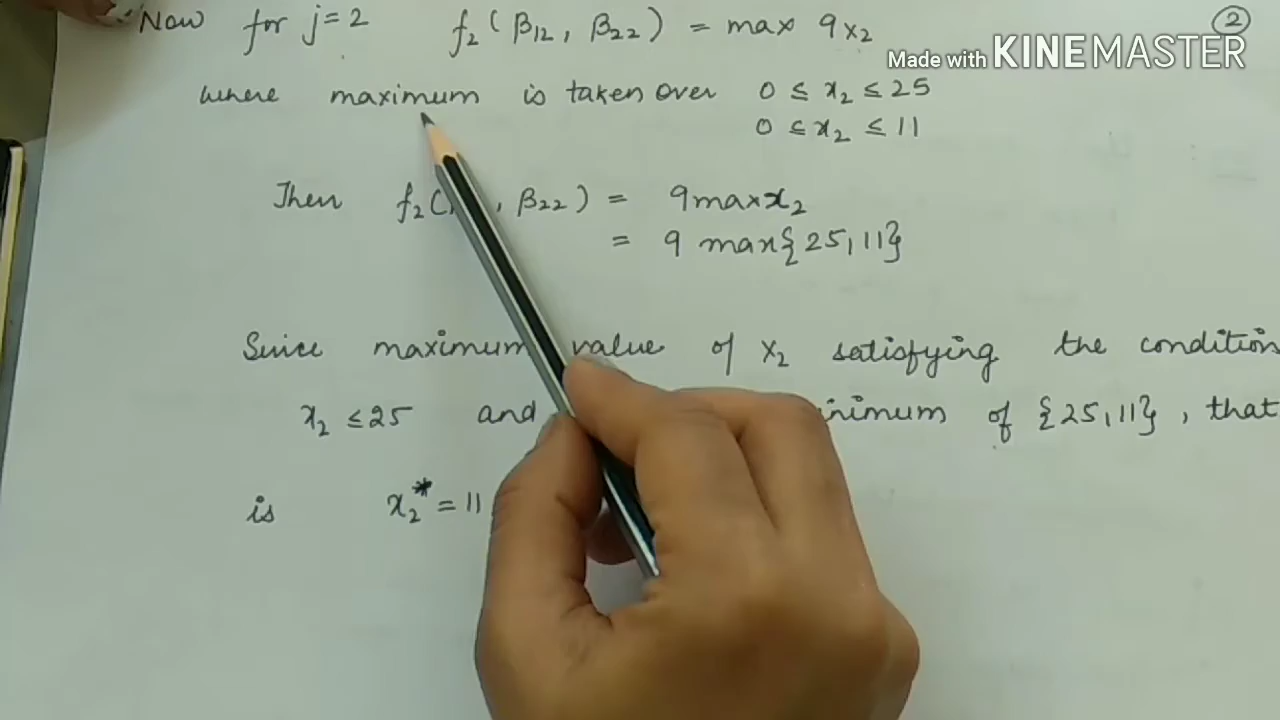 Now for j=2 f₂( β₁₂, β₂₂ ) = max 9x₂ ②
Made with KINEMASTER
where maximum is taken over 0 ≤ x₂ ≤ 25
0 ≤ x₂ ≤ 11
Then f₂( , β₂₂ ) = 9 max x₂
= 9 max{25,11}
Since maximum value of x₂ satisfying the condition
x₂ ≤ 25 and of {25,11}, that
is x₂* = 11